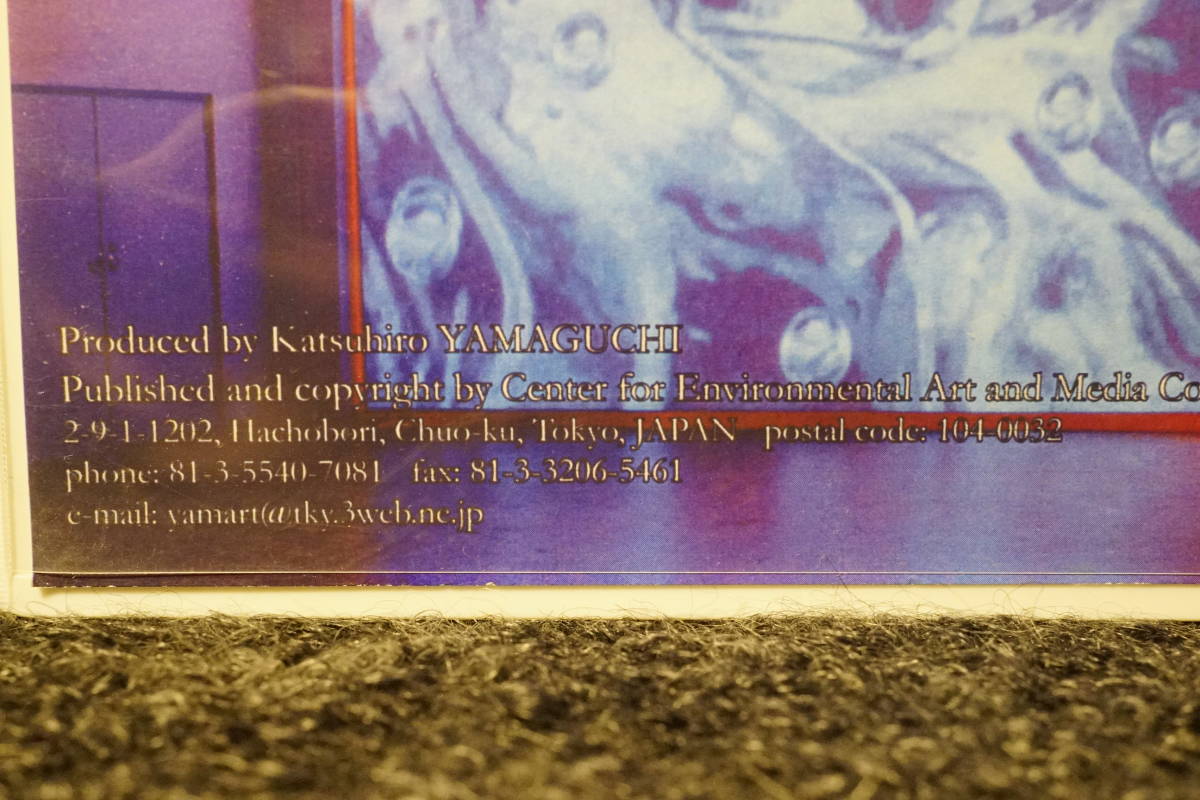 Produced by Katsuhiro YAMAGUCHI
Published and copyright by Center for Environmental Art and Media Co
2-9-1-1202, Hachobori, Chuo-ku, Tokyo, JAPAN postal code: 104-0032
phone: 81-3-5540-7081 fax: 81-3-3206-5461
e-mail: yamart@tky.3web.ne.jp